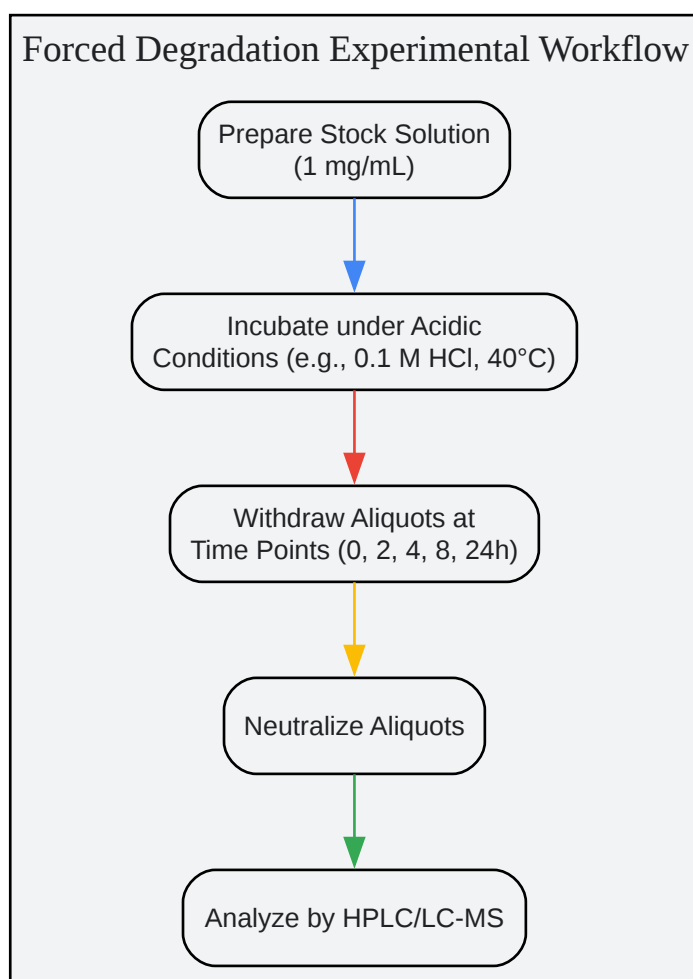 Forced Degradation Experimental Workflow
Prepare Stock Solution
(1 mg/mL)
Incubate under Acidic
Conditions (e.g., 0.1 M HCl, 40°C)
Withdraw Aliquots at
Time Points (0, 2, 4, 8, 24h)
Neutralize Aliquots
Analyze by HPLC/LC-MS